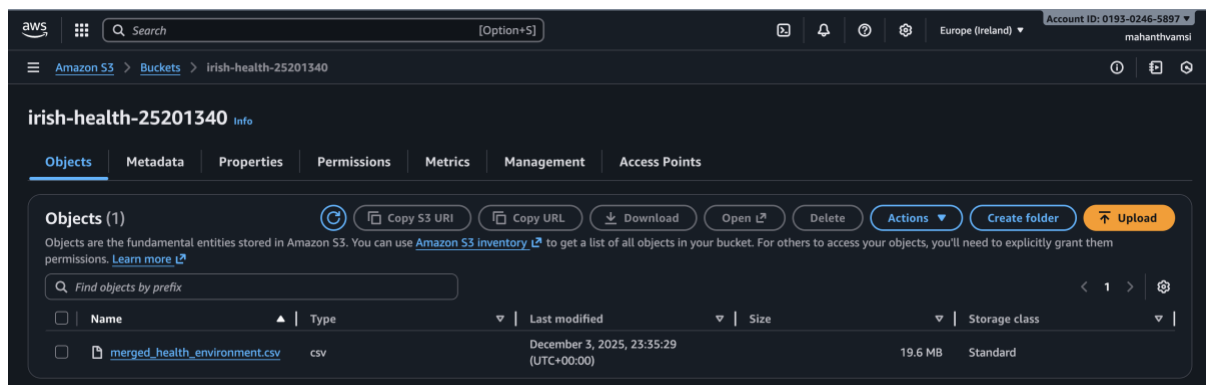 aws
Search [Option+S]
Europe (Ireland) ▼
Account ID: 0193-0246-5897 ▼
mahanthvamsi
Amazon S3 > Buckets > irish-health-25201340
irish-health-25201340 Info
Objects Metadata Properties Permissions Metrics Management Access Points
Objects (1)
Copy S3 URI Copy URL Download Open Delete Actions ▼ Create folder Upload
Objects are the fundamental entities stored in Amazon S3. You can use Amazon S3 inventory to get a list of all objects in your bucket. For others to access your objects, you'll need to explicitly grant them
permissions. Learn more
Find objects by prefix
< 1 >
Name Type Last modified Size Storage class
merged_health_environment.csv csv December 3, 2025, 23:35:29 19.6 MB Standard
(UTC+00:00)